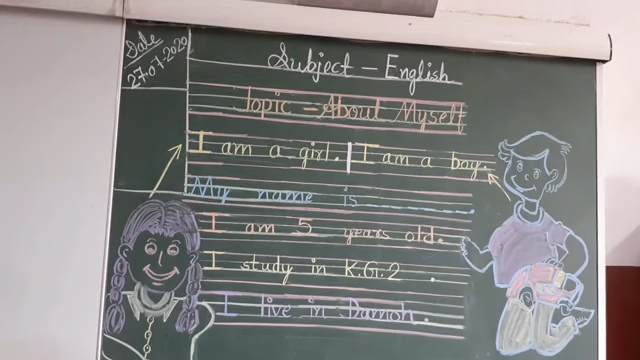 Date
27-07-2020
Subject - English
Topic - About Myself
I am a girl. | I am a boy.
My name is
I am 5 years old.
I study in K.G.2 .
I live in Damoh.